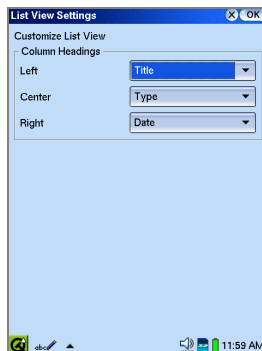 List View Settings
OK
Customize List View
Column Headings
Left
Title
Center
Type
Right
Date
abc
11:59 AM